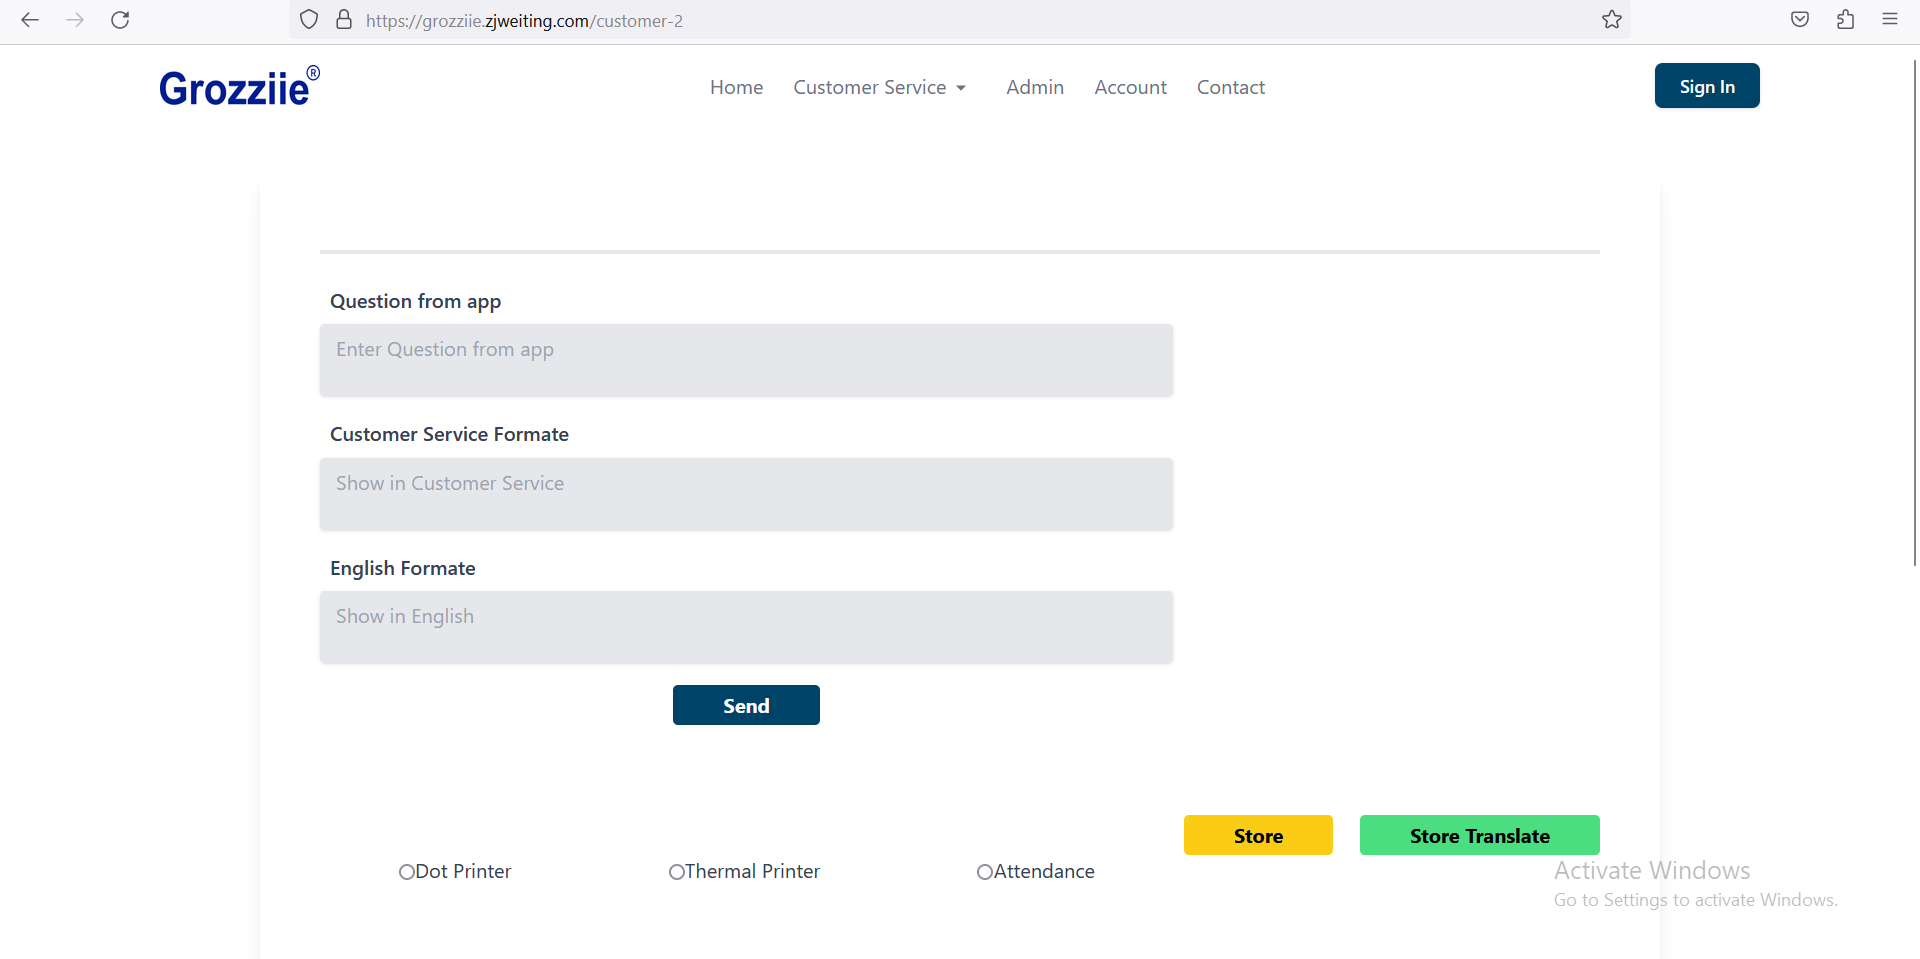 https://grozziie.zjweiting.com/customer-2
Grozziie®
Home Customer Service Admin Account Contact
Sign In
Question from app
Enter Question from app
Customer Service Formate
Show in Customer Service
English Formate
Show in English
Send
Store Store Translate
Dot Printer Thermal Printer Attendance
Activate Windows
Go to Settings to activate Windows.